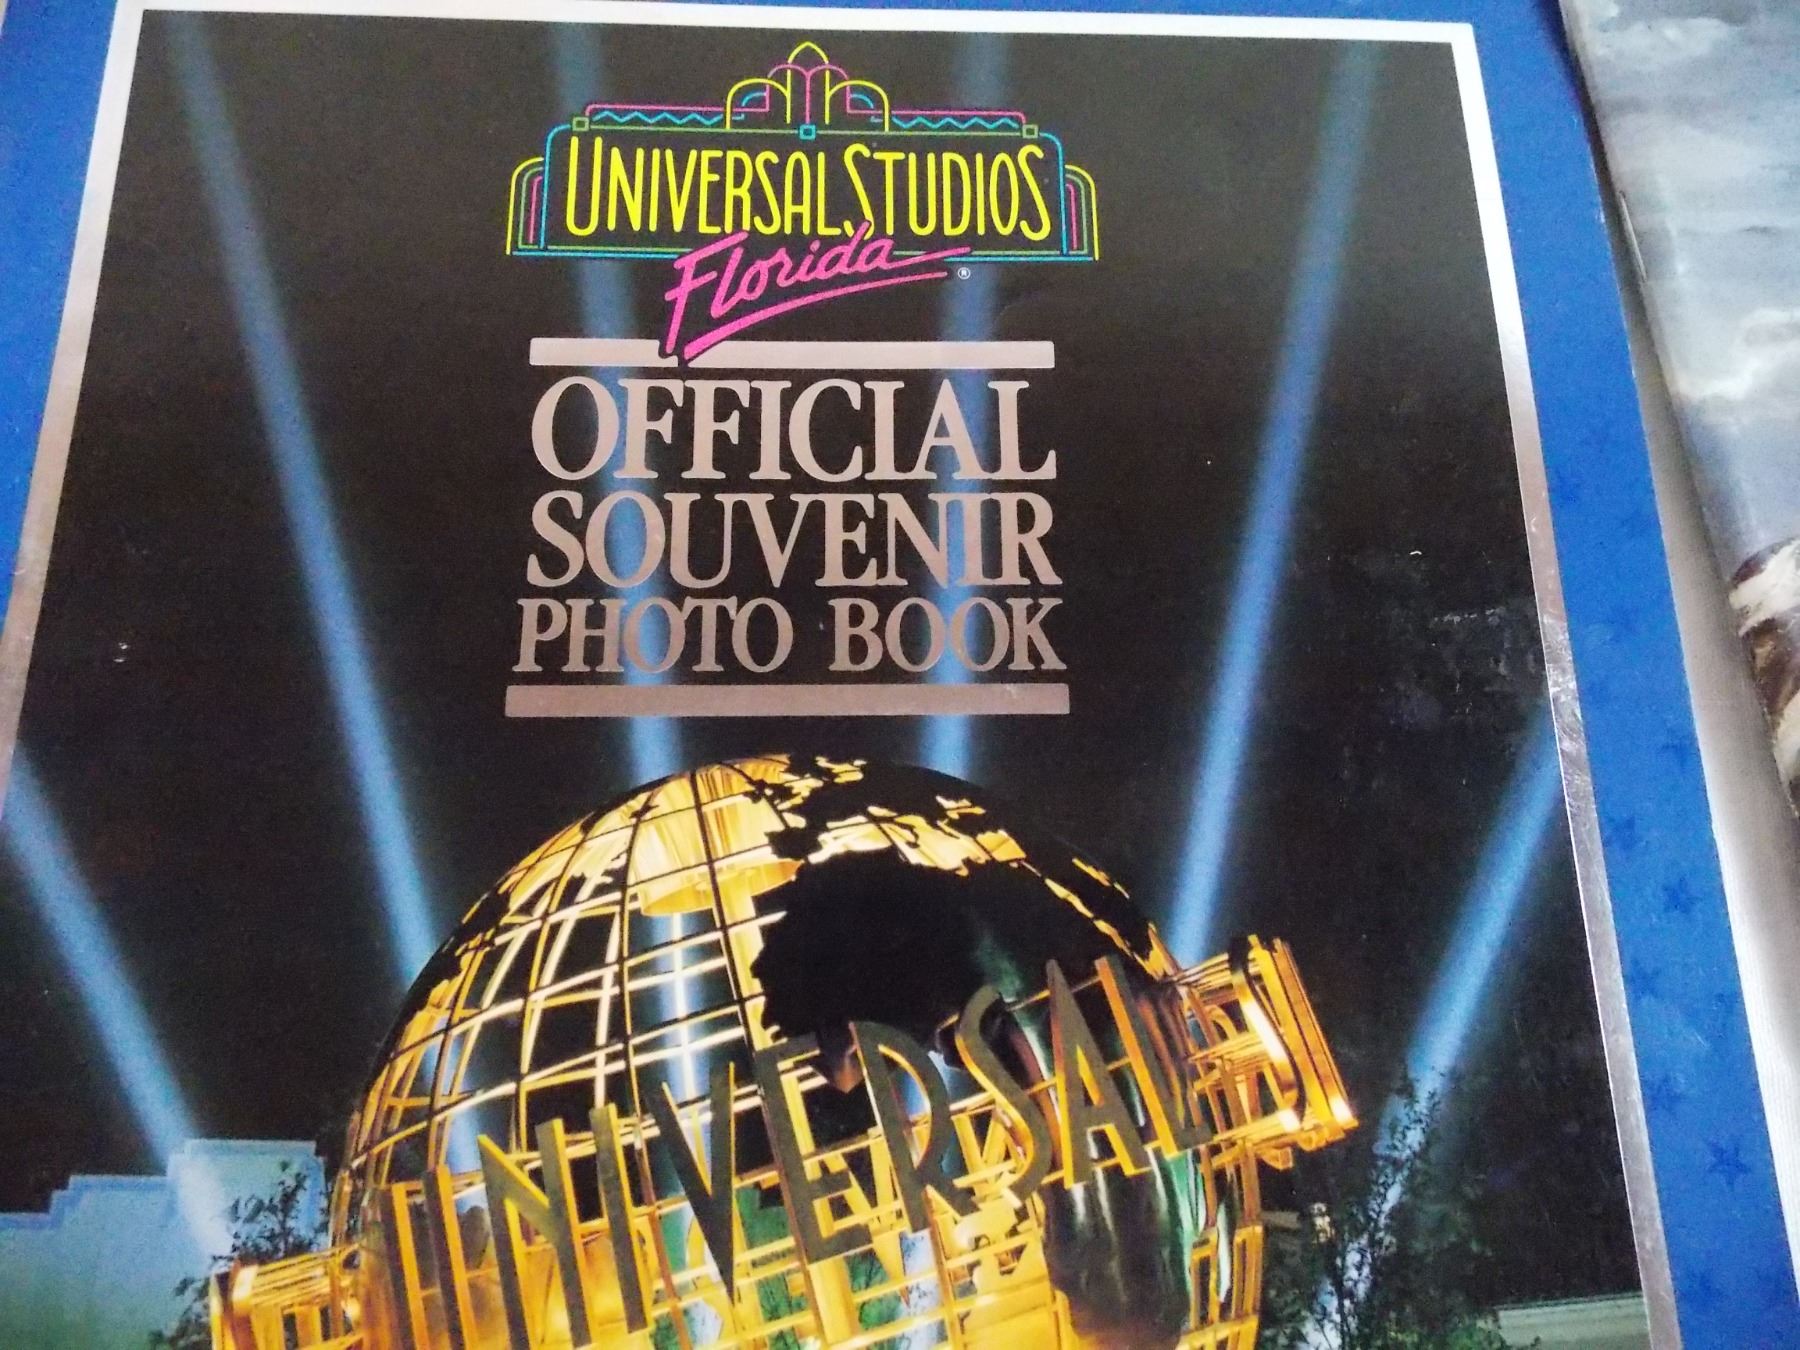 UNIVERSAL STUDIOS
Florida ®
OFFICIAL
SOUVENIR
PHOTO BOOK
UNIVERSAL